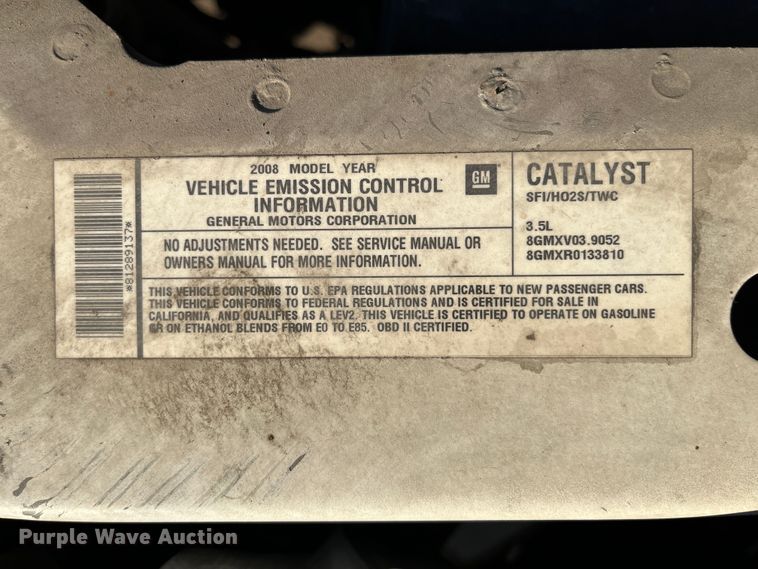 2008 MODEL YEAR
VEHICLE EMISSION CONTROL
INFORMATION
GENERAL MOTORS CORPORATION
GM
CATALYST
SFI/HO2S/TWC
3.5L
8GMXV03.9052
8GMXR0133810
NO ADJUSTMENTS NEEDED. SEE SERVICE MANUAL OR
OWNERS MANUAL FOR MORE INFORMATION.
THIS VEHICLE CONFORMS TO U.S. EPA REGULATIONS APPLICABLE TO NEW PASSENGER CARS.
THIS VEHICLE CONFORMS TO FEDERAL REGULATIONS AND IS CERTIFIED FOR SALE IN
CALIFORNIA, AND QUALIFIES AS A LEV2. THIS VEHICLE IS CERTIFIED TO OPERATE ON GASOLINE
OR ON ETHANOL BLENDS FROM E0 TO E85. OBD II CERTIFIED.
*81289137*
Purple Wave Auction